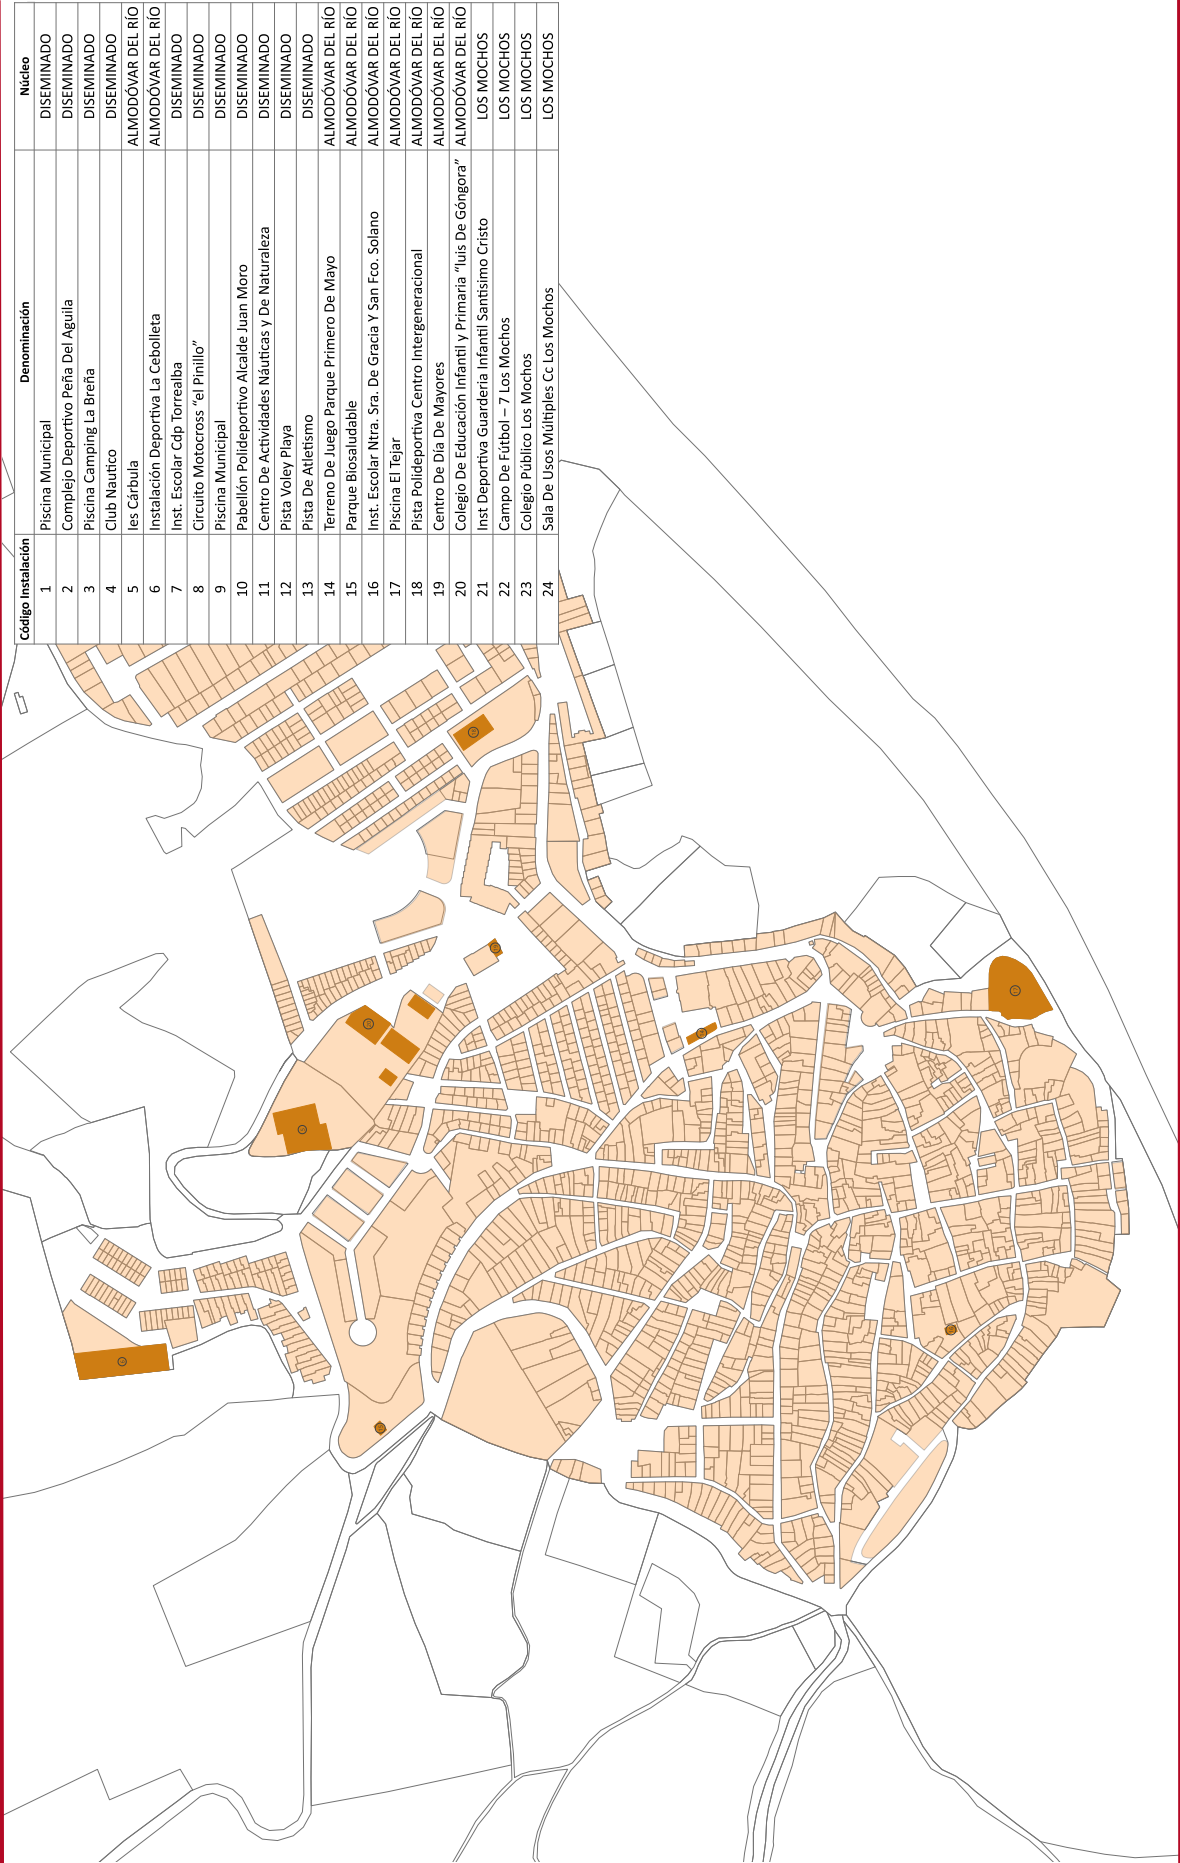 Código Instalación Denominación Núcleo
1 Piscina Municipal DISEMINADO
2 Complejo Deportivo Peña Del Aguila DISEMINADO
3 Piscina Camping La Breña DISEMINADO
4 Club Nautico DISEMINADO
5 Ies Cárbula ALMODÓVAR DEL RÍO
6 Instalación Deportiva La Cebolleta ALMODÓVAR DEL RÍO
7 Inst. Escolar Cdp Torrealba DISEMINADO
8 Circuito Motocross “el Pinillo” DISEMINADO
9 Piscina Municipal DISEMINADO
10 Pabellón Polideportivo Alcalde Juan Moro DISEMINADO
11 Centro De Actividades Náuticas y De Naturaleza DISEMINADO
12 Pista Voley Playa DISEMINADO
13 Pista De Atletismo DISEMINADO
14 Terreno De Juego Parque Primero De Mayo ALMODÓVAR DEL RÍO
15 Parque Biosaludable ALMODÓVAR DEL RÍO
16 Inst. Escolar Ntra. Sra. De Gracia Y San Fco. Solano ALMODÓVAR DEL RÍO
17 Piscina El Tejar ALMODÓVAR DEL RÍO
18 Pista Polideportiva Centro Intergeneracional ALMODÓVAR DEL RÍO
19 Centro De Día De Mayores ALMODÓVAR DEL RÍO
20 Colegio De Educación Infantil y Primaria “luis De Góngora” ALMODÓVAR DEL RÍO
21 Inst Deportiva Guarderia Infantil Santisimo Cristo LOS MOCHOS
22 Campo De Fútbol – 7 Los Mochos LOS MOCHOS
23 Colegio Público Los Mochos LOS MOCHOS
24 Sala De Usos Múltiples Cc Los Mochos LOS MOCHOS